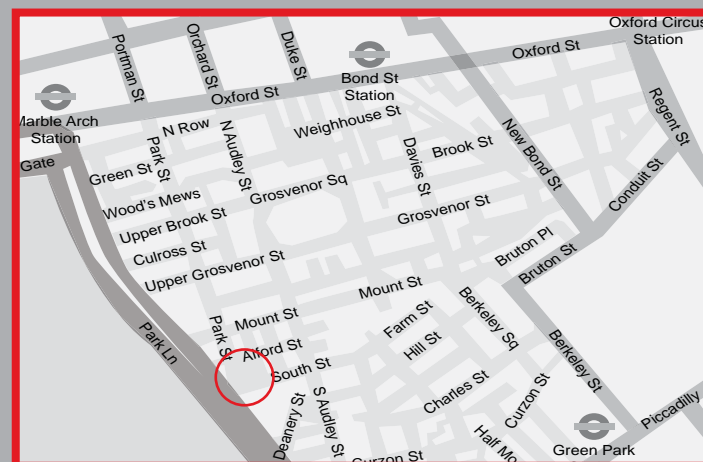 Oxford Circus
Station
Portman St
Orchard St
Duke St
Oxford St
Bond St
Station
Oxford St
Marble Arch
Station
Regent St
N Row
Weighhouse St
Gate
Park St
N Audley St
Green St
Davies St
Brook St
New Bond St
Conduit St
Wood's Mews
Grosvenor Sq
Upper Brook St
Grosvenor St
Culross St
Bruton Pl
Upper Grosvenor St
Bruton St
Mount St
Park Ln
Park St
Mount St
Farm St
Berkeley Sq
Alford St
Hill St
Berkeley St
South St
Charles St
Curzon St
Piccadilly
Deanery St
S Audley St
Half Mo
Green Park
Curzon St